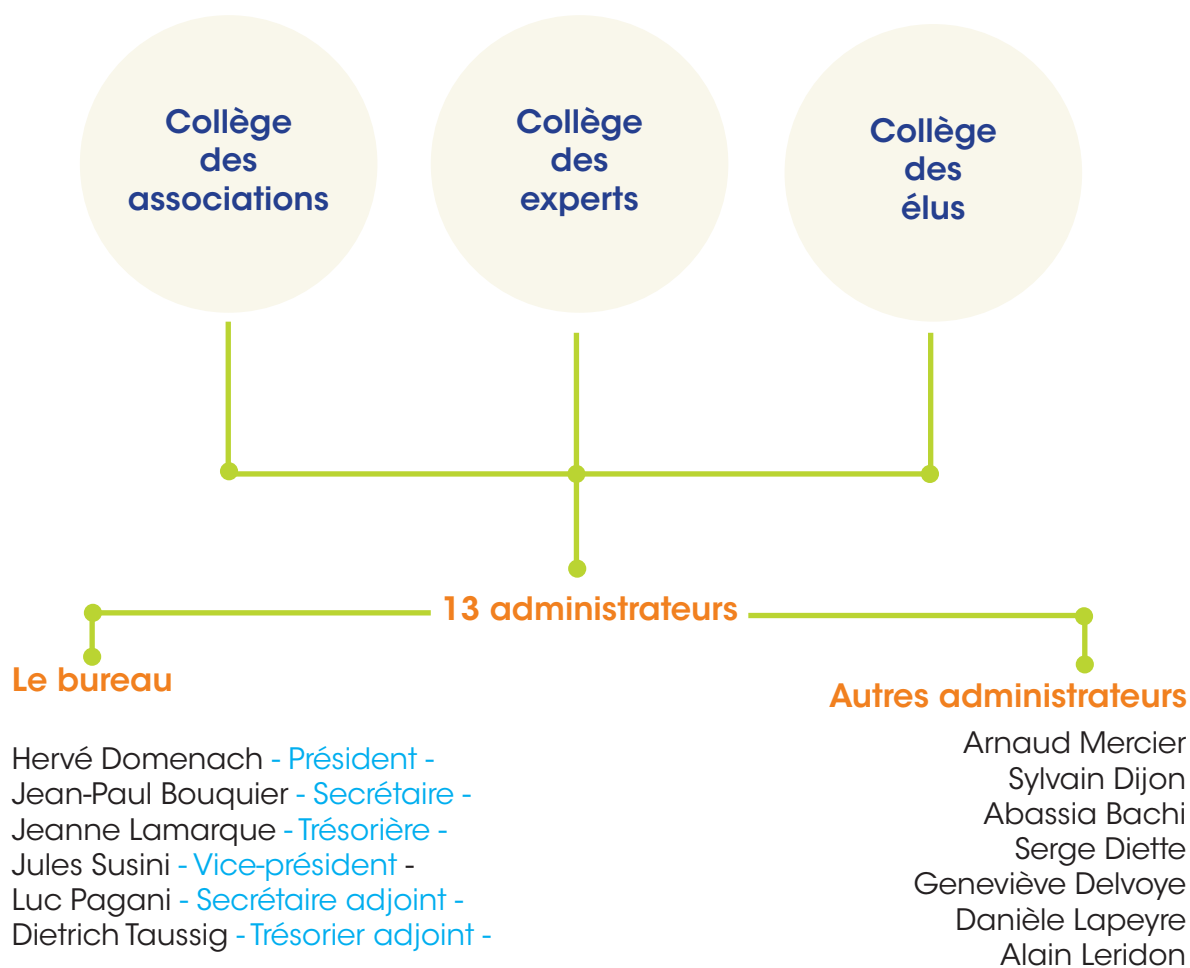 Collège
des
associations
Collège
des
experts
Collège
des
élus
13 administrateurs
Le bureau
Hervé Domenach - Président -
Jean-Paul Bouquier - Secrétaire -
Jeanne Lamarque - Trésorière -
Jules Susini - Vice-président -
Luc Pagani - Secrétaire adjoint -
Dietrich Taussig - Trésorier adjoint -
Autres administrateurs
Arnaud Mercier
Sylvain Dijon
Abassia Bachi
Serge Diette
Geneviève Delvoye
Danièle Lapeyre
Alain Leridon